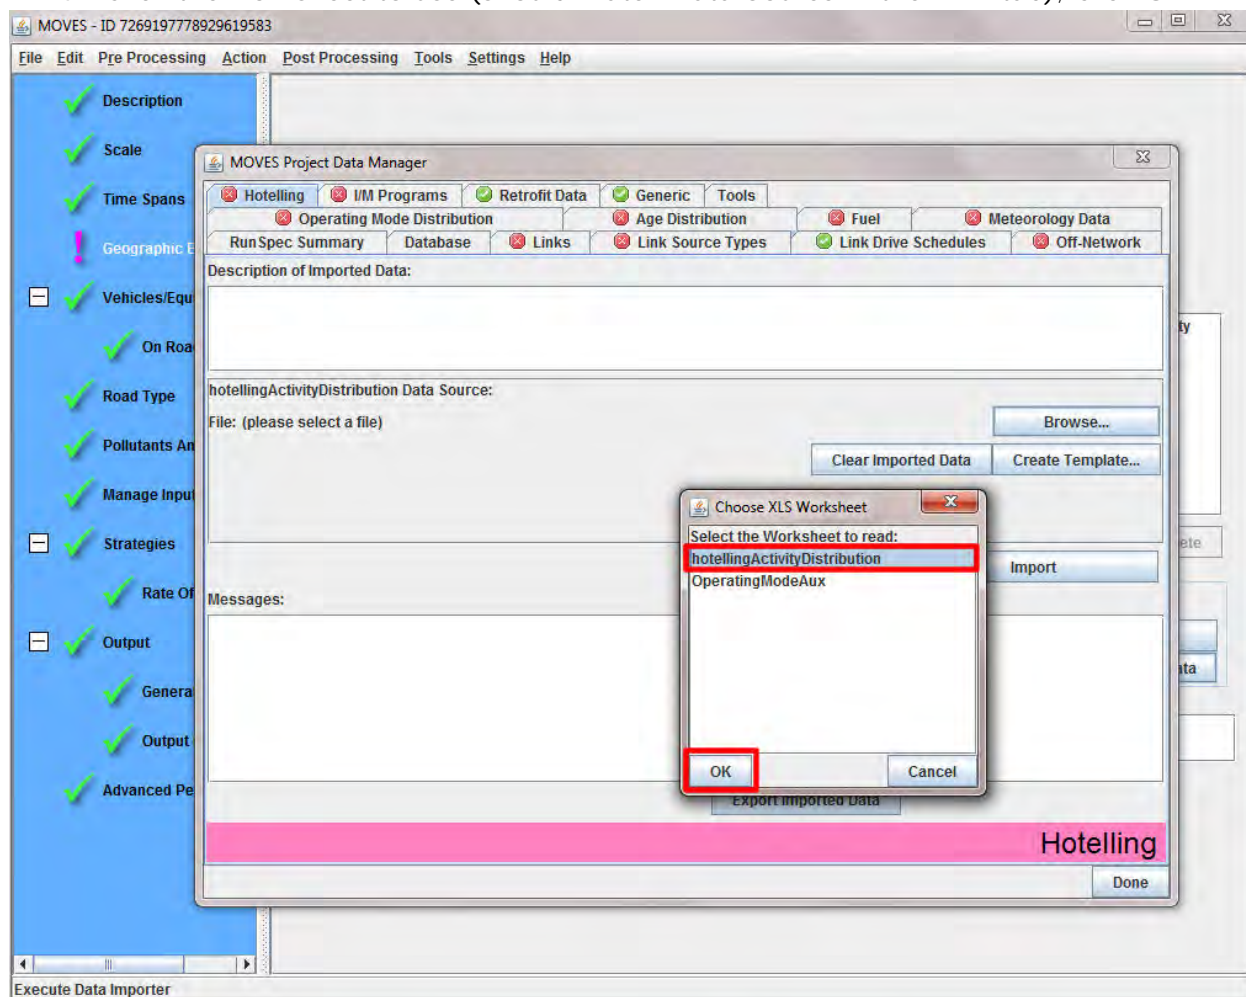 MOVES - ID 7269197778929619583
File Edit Pre Processing Action Post Processing Tools Settings Help
Description
Scale
Time Spans
Geographic B
Vehicles/Equ
On Roa
Road Type
Pollutants An
Manage Input
Strategies
Rate Of
Output
Genera
Output
Advanced Pe
MOVES Project Data Manager
Hotelling I/M Programs Retrofit Data Generic Tools
Operating Mode Distribution Age Distribution Fuel Meteorology Data
RunSpec Summary Database Links Link Source Types Link Drive Schedules Off-Network
Description of Imported Data:
hotellingActivityDistribution Data Source:
File: (please select a file)
Browse...
Clear Imported Data Create Template...
Choose XLS Worksheet
Select the Worksheet to read:
hotellingActivityDistribution
OperatingModeAux
OK Cancel
Import
Messages:
Export Imported Data
Hotelling
Done
ty
ete
ata
Execute Data Importer